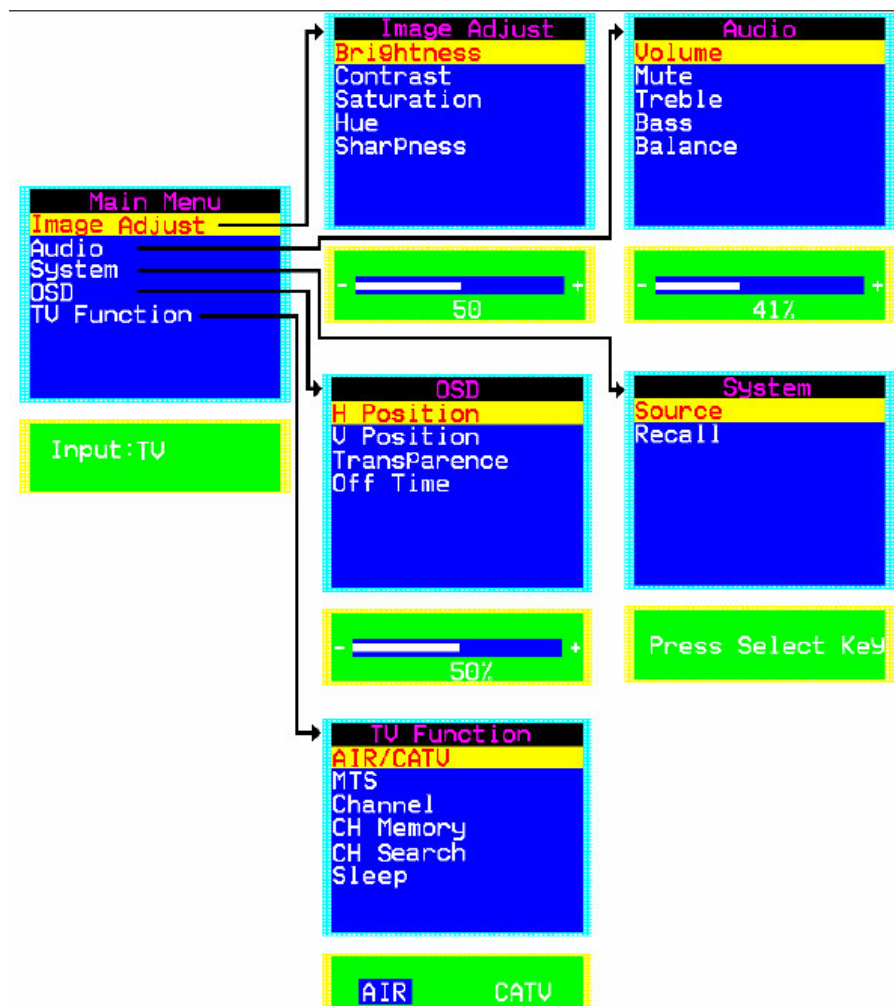 Main Menu
Image Adjust
Audio
System
OSD
TV Function
Input:TV
Image Adjust
Brightness
Contrast
Saturation
Hue
Sharpness
- +
50
Audio
Volume
Mute
Treble
Bass
Balance
- +
41%
OSD
H Position
V Position
Transparence
Off Time
- +
50%
System
Source
Recall
Press Select Key
TV Function
AIR/CATV
MTS
Channel
CH Memory
CH Search
Sleep
AIR CATV